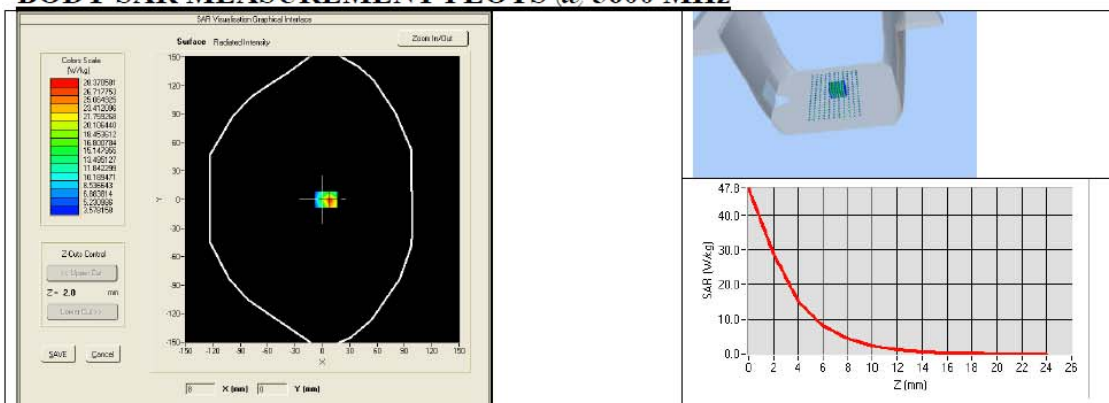 BODY SAR MEASUREMENT PLOTS @ 5600 MHz
SAR Visualisation Graphical Interface
Surface Radiated Intensity
Zoom In/Out
Colors Scale
(W/kg)
28.370581
26.717753
25.064925
23.412096
21.759268
20.106440
18.453612
16.800784
15.147956
13.495127
11.842299
10.189471
8.536643
6.883814
5.230986
3.578158
Z-Cuts Control
<< Upper Cut
Z= 2.0 mm
Lower Cut >>
SAVE Cancel
150-
120-
90-
60-
30-
Y 0-
-30-
-60-
-90-
-120-
-150-
-150 -120 -90 -60 -30 0 30 60 90 120 150
X
8 X (mm) 0 Y (mm)
47.8
40.0-
30.0-
20.0-
10.0-
0.0-
SAR (W/kg)
0 2 4 6 8 10 12 14 16 18 20 22 24 26
Z (mm)